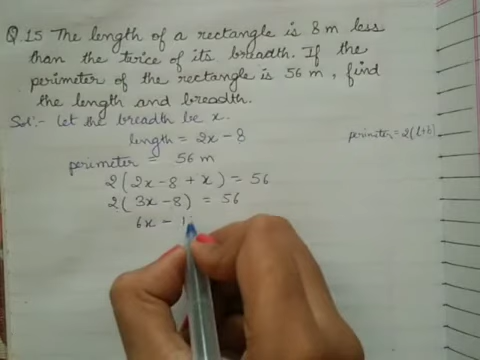 Q.15 The length of a rectangle is 8 m less
than the twice of its breadth. If the
perimeter of the rectangle is 56 m, find
the length and breadth.
Sol:- Let the breadth be x.
length = 2x - 8
perimeter = 2(l+b)
perimeter = 56 m
2(2x - 8 + x) = 56
2(3x - 8) = 56
6x - 1